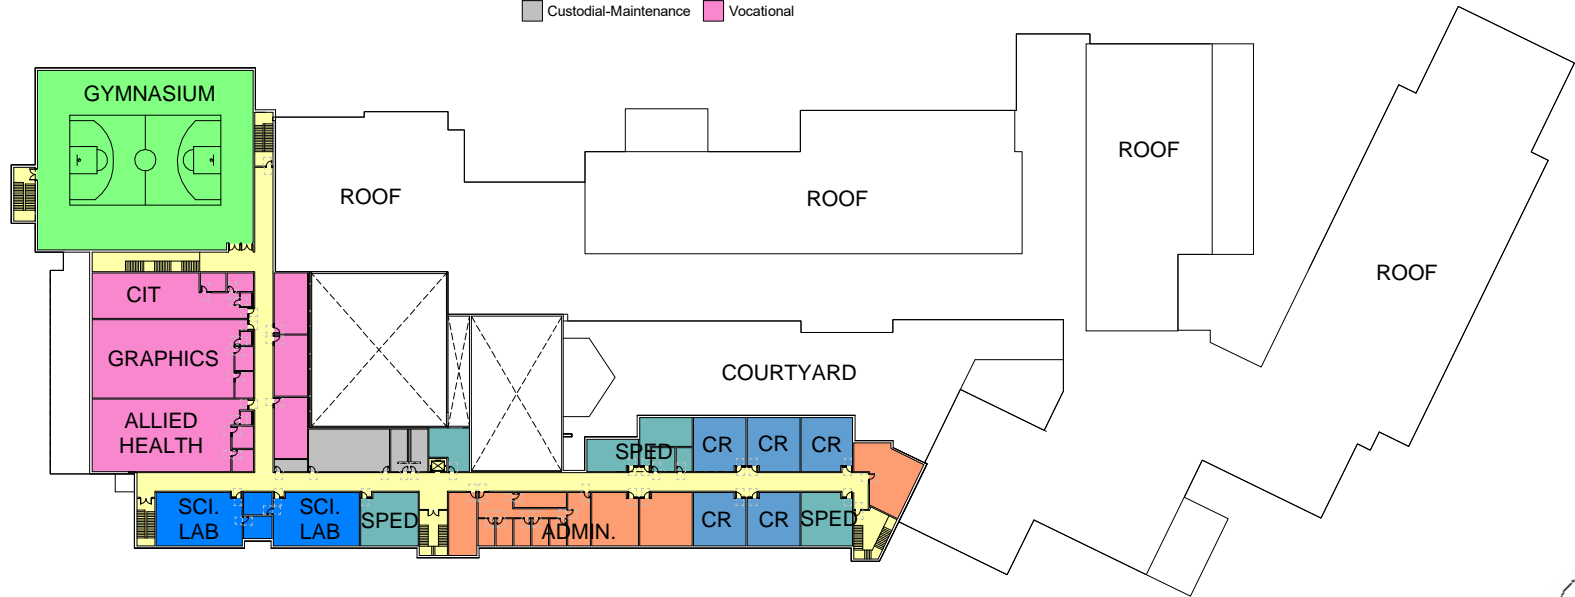 Custodial-Maintenance Vocational
GYMNASIUM
ROOF
ROOF
ROOF
ROOF
CIT
GRAPHICS
ALLIED
HEALTH
COURTYARD
SPED
CR
CR
CR
SCI.
LAB
SCI.
LAB
SPED
ADMIN.
CR
CR
SPED